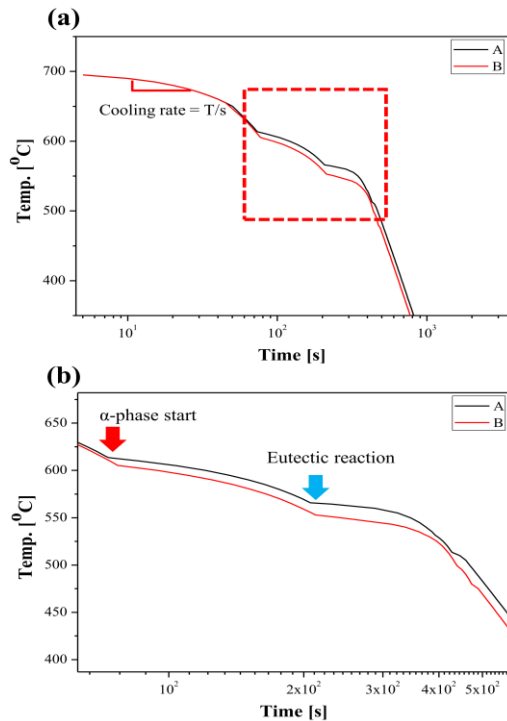 (a)
A
B
700
600
500
400
Temp. [⁰C]
Cooling rate = T/s
10¹
10²
10³
Time [s]
(b)
A
B
α-phase start
Eutectic reaction
650
600
550
500
450
400
Temp. [⁰C]
10²
2x10²
3x10²
4x10²
5x10²
Time [s]